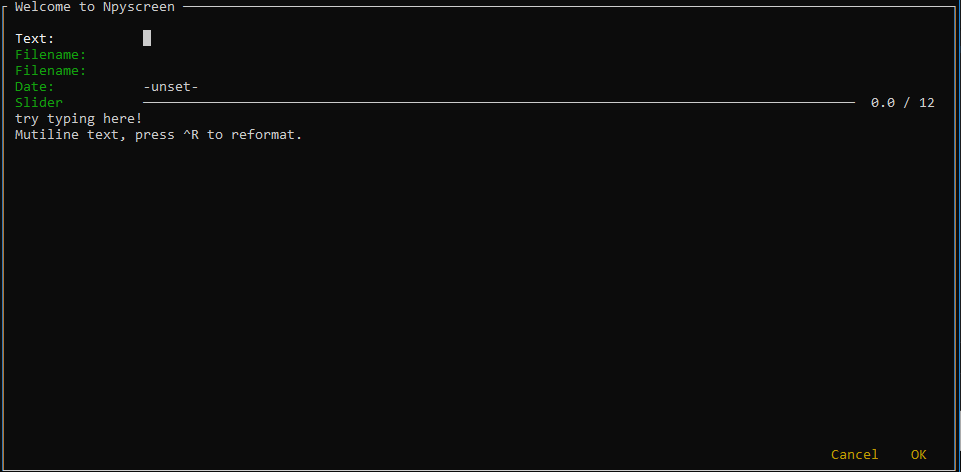 Welcome to Npyscreen
Text:
Filename:
Filename:
Date: -unset-
Slider 0.0 / 12
try typing here!
Mutiline text, press ^R to reformat.
Cancel OK